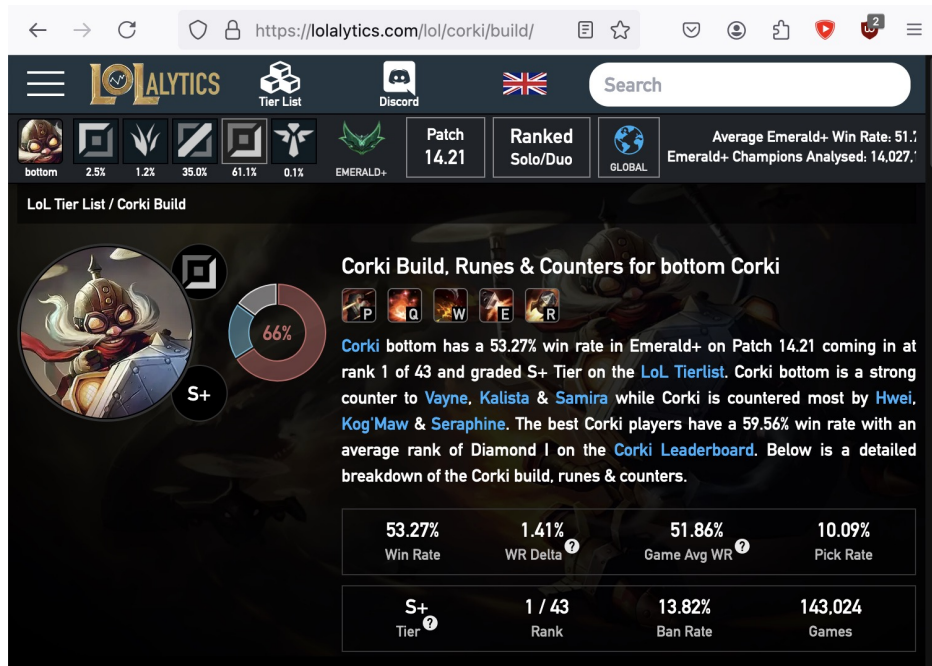 https://lolalytics.com/lol/corki/build/
2
LOLALYTICS
Tier List
Discord
Search
bottom
2.5%
1.2%
35.0%
61.1%
0.1%
EMERALD+
Patch
14.21
Ranked
Solo/Duo
GLOBAL
Average Emerald+ Win Rate: 51.
Emerald+ Champions Analysed: 14,027,
LoL Tier List / Corki Build
66%
S+
Corki Build, Runes & Counters for bottom Corki
P
Q
W
E
R
Corki bottom has a 53.27% win rate in Emerald+ on Patch 14.21 coming in at
rank 1 of 43 and graded S+ Tier on the LoL Tierlist. Corki bottom is a strong
counter to Vayne, Kalista & Samira while Corki is countered most by Hwei,
Kog'Maw & Seraphine. The best Corki players have a 59.56% win rate with an
average rank of Diamond I on the Corki Leaderboard. Below is a detailed
breakdown of the Corki build, runes & counters.
53.27%
Win Rate
1.41%
WR Delta ?
51.86%
Game Avg WR ?
10.09%
Pick Rate
S+
Tier ?
1 / 43
Rank
13.82%
Ban Rate
143,024
Games